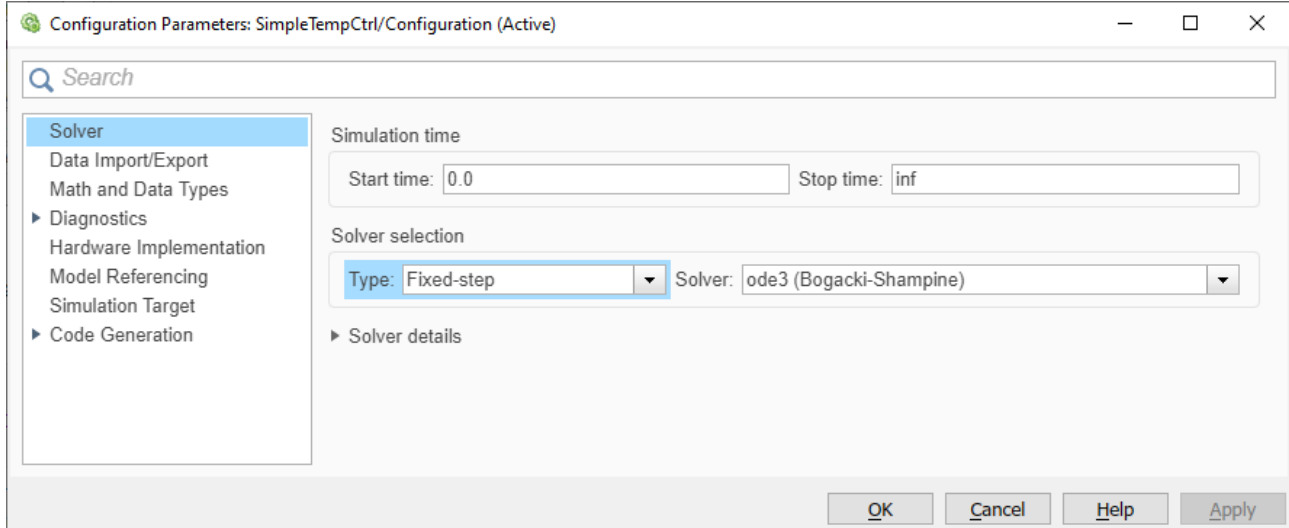 Configuration Parameters: SimpleTempCtrl/Configuration (Active)
Search
Solver
Data Import/Export
Math and Data Types
Diagnostics
Hardware Implementation
Model Referencing
Simulation Target
Code Generation
Simulation time
Start time: 0.0 Stop time: inf
Solver selection
Type: Fixed-step Solver: ode3 (Bogacki-Shampine)
Solver details
OK Cancel Help Apply